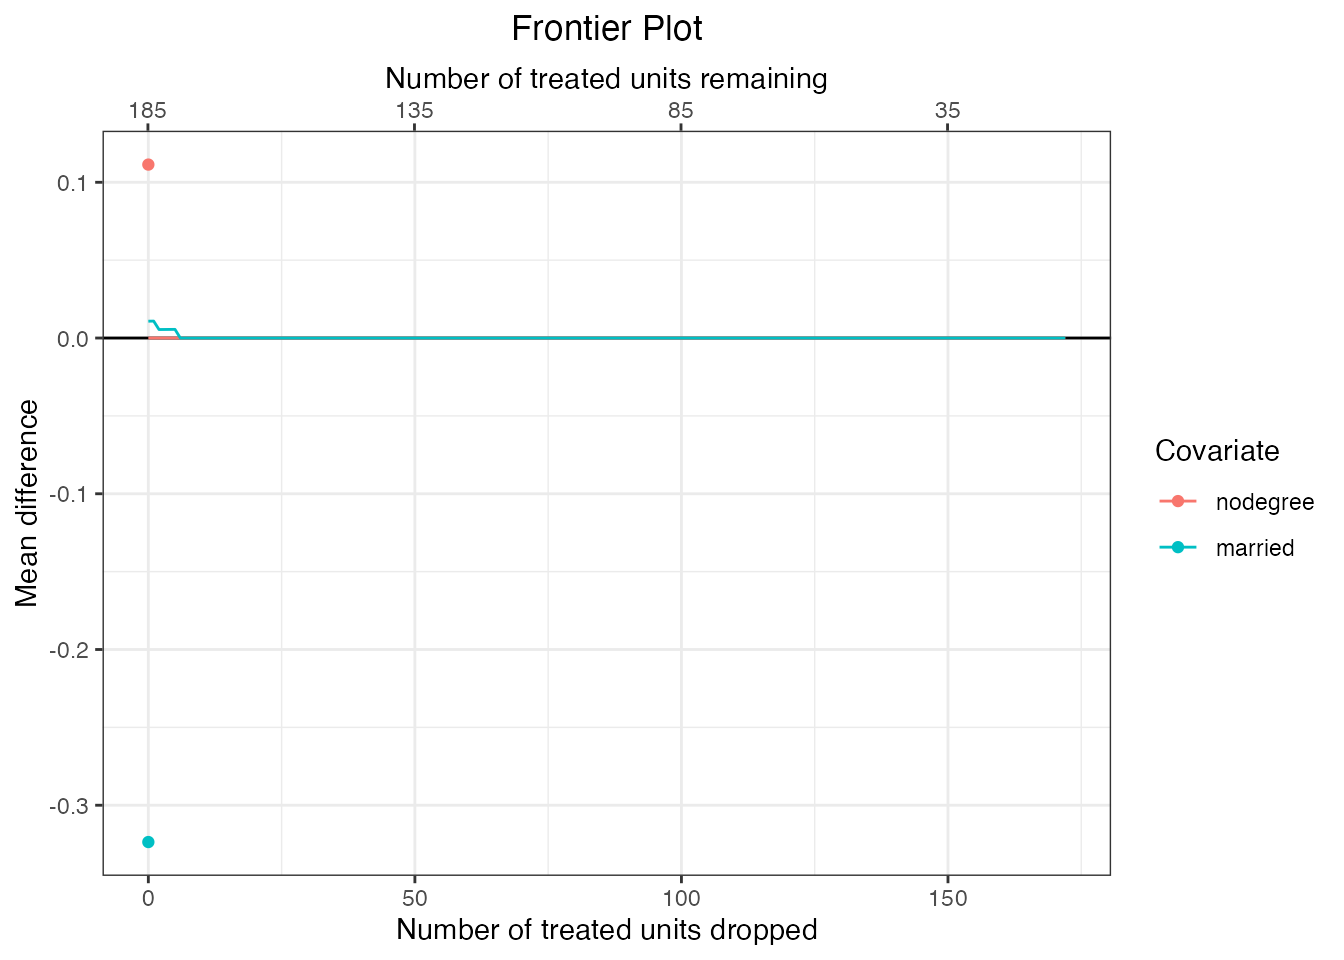 Frontier Plot
Number of treated units remaining
185 135 85 35
0.1
0.0
-0.1
-0.2
-0.3
Mean difference
0 50 100 150
Number of treated units dropped
Covariate
nodegree
married